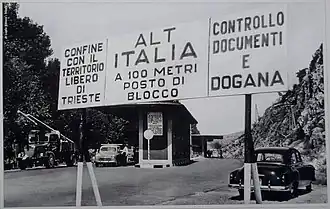 CONFINE
CON IL
TERRITORIO
LIBERO
DI
TRIESTE
ALT
ITALIA
A 100 METRI
POSTO DI
BLOCCO
CONTROLLO
DOCUMENTI
E
DOGANA